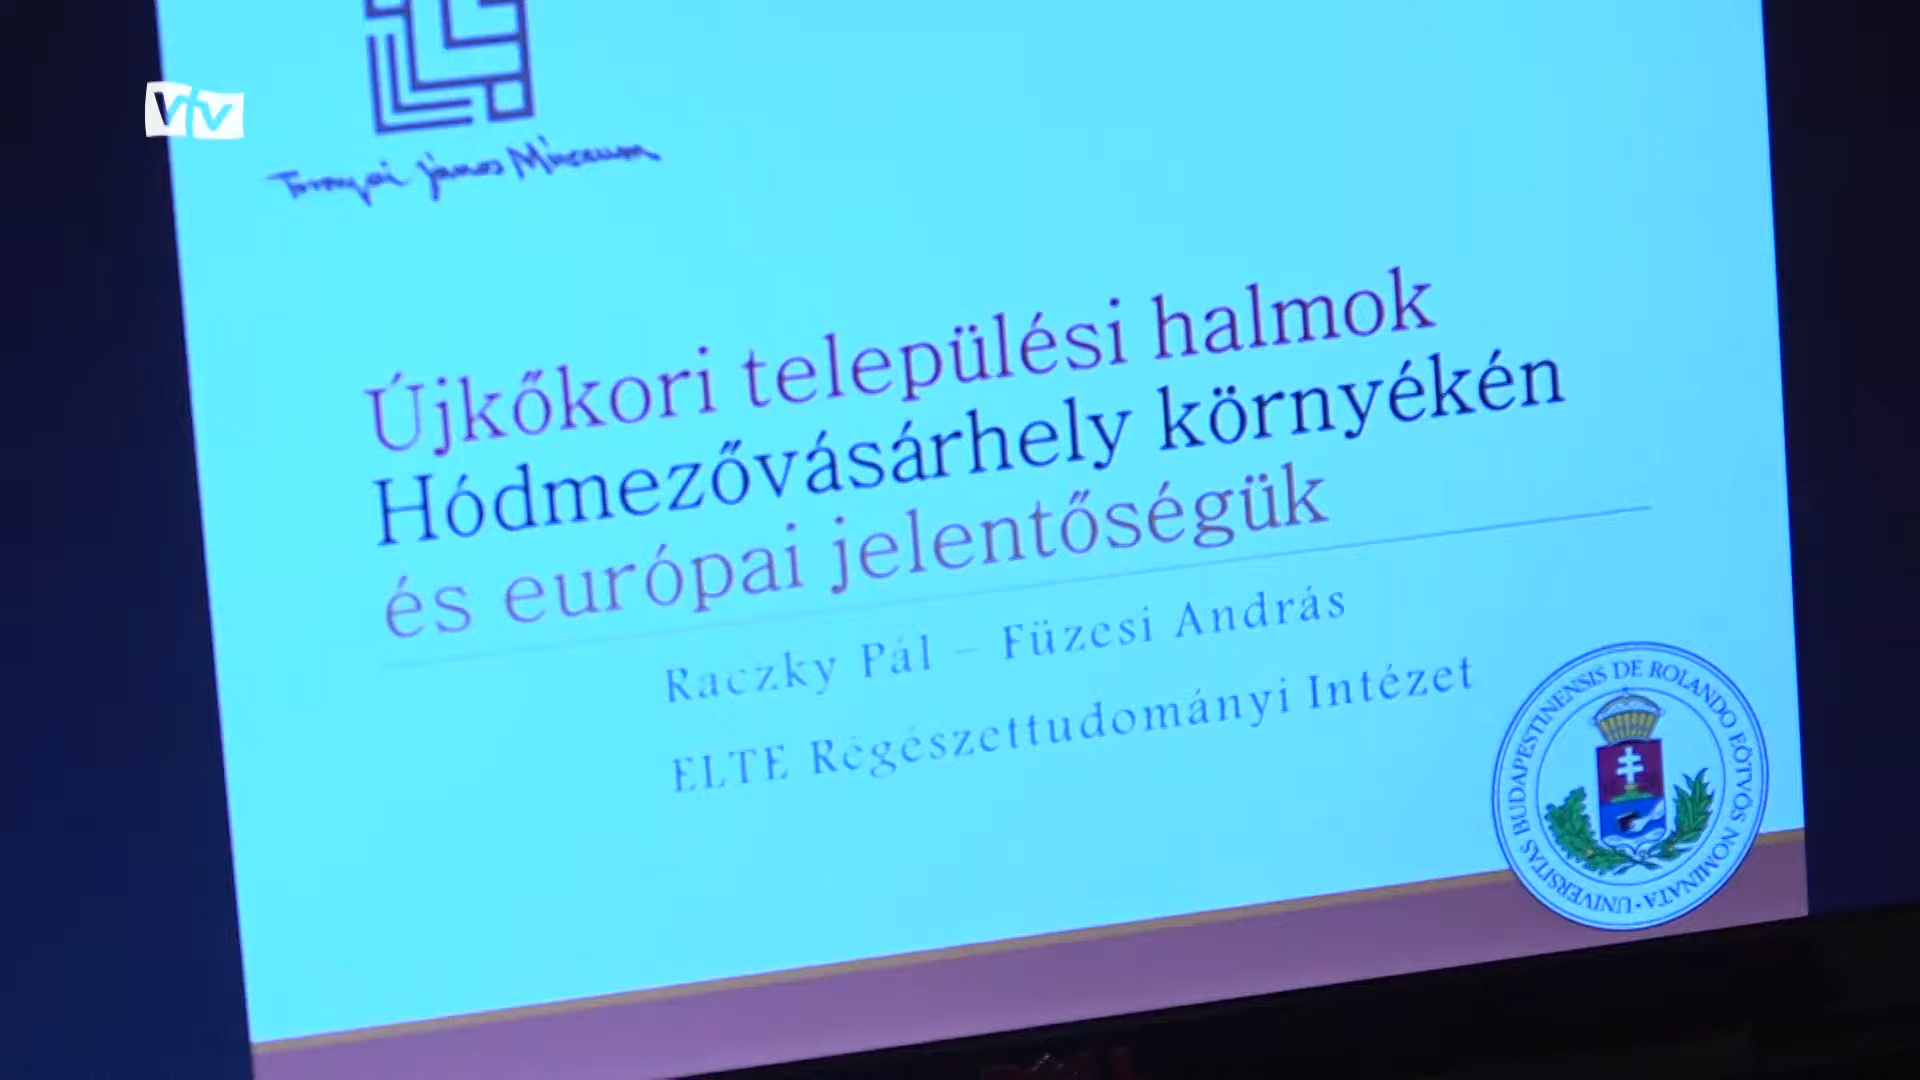 VTV
Tornyai János Múzeum
Újkőkori települési halmok
Hódmezővásárhely környékén
és európai jelentőségük
Raczky Pál – Füzesi András
ELTE Régészettudományi Intézet
UNIVERSITAS BUDAPESTINENSIS DE ROLANDO EÖTVÖS NOMINATA